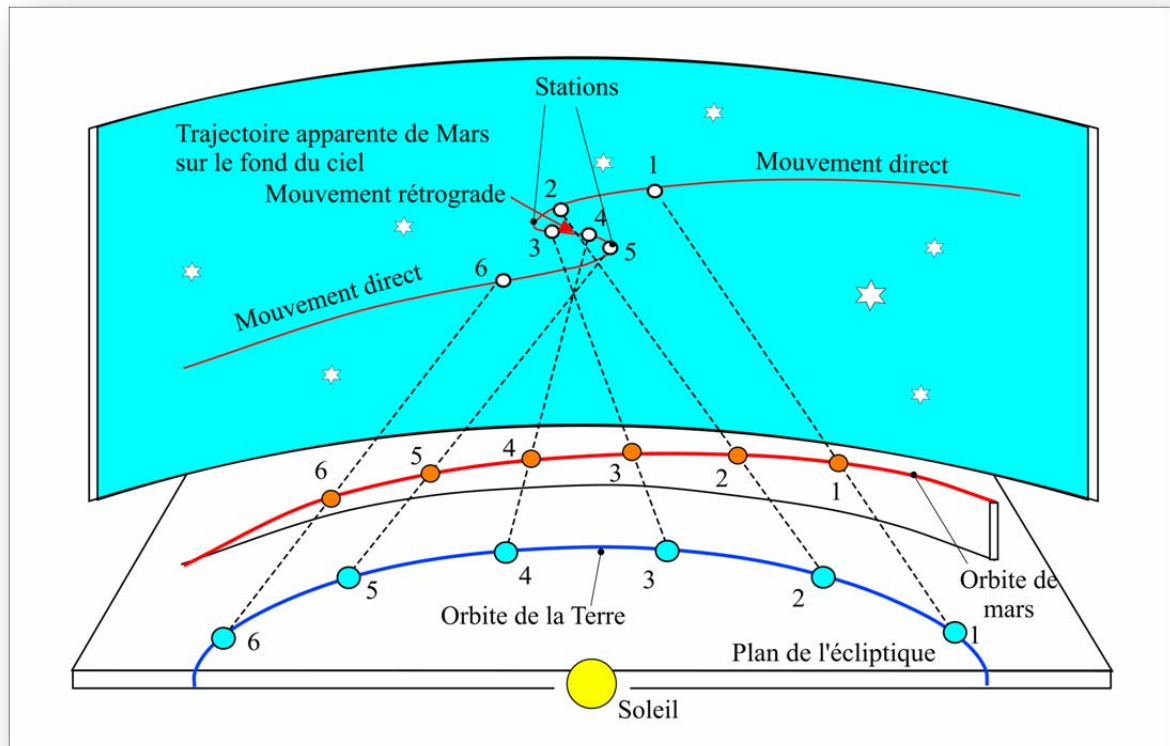 Stations
Trajectoire apparente de Mars
sur le fond du ciel
Mouvement rétrograde
1
Mouvement direct
2
4
3
5
6
Mouvement direct
6
5
4
3
2
1
Orbite de
mars
6
5
4
3
2
1
Orbite de la Terre
Plan de l'écliptique
Soleil